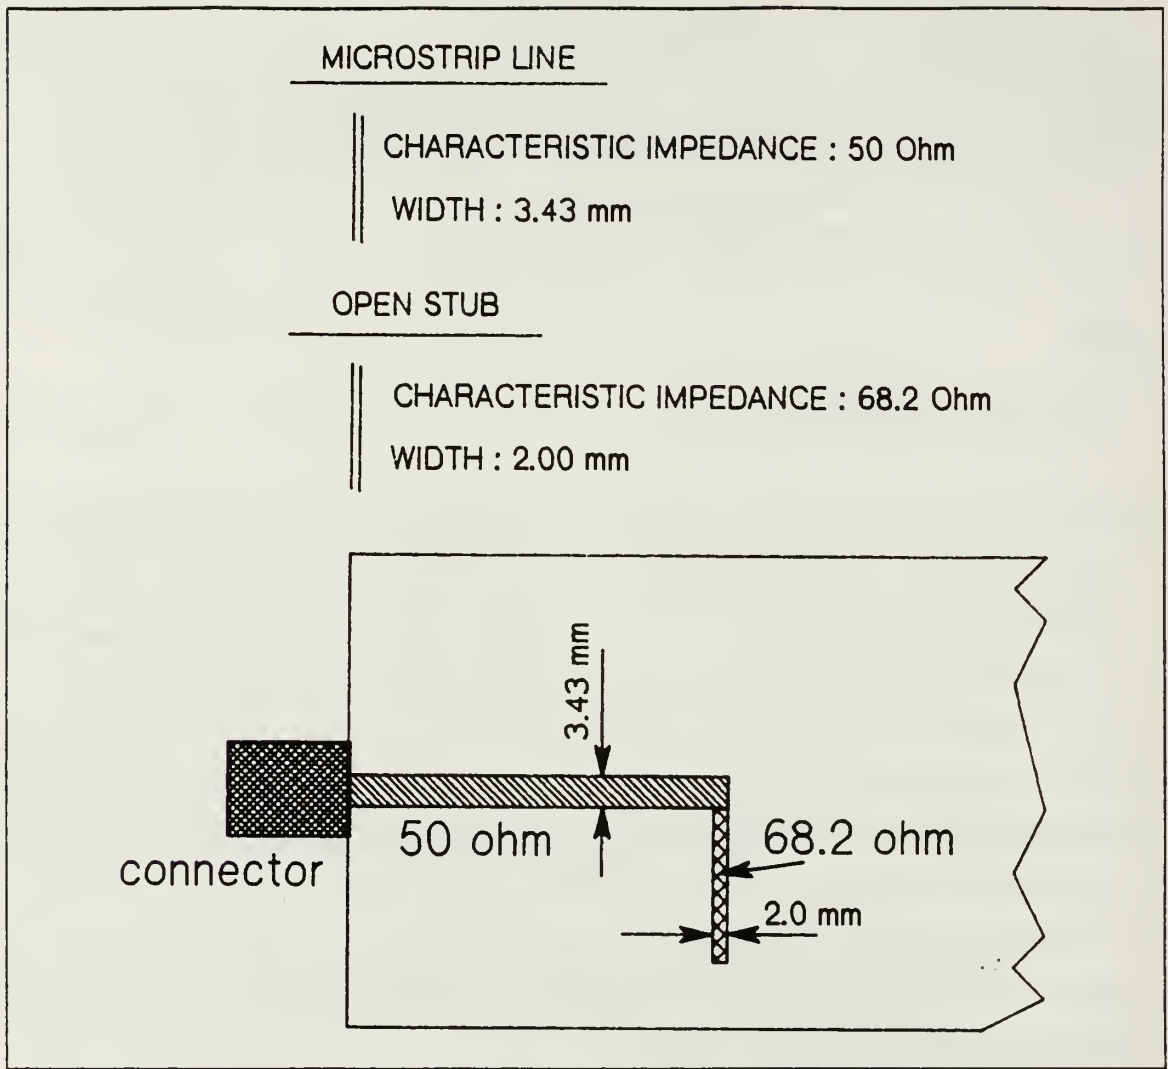 MICROSTRIP LINE
CHARACTERISTIC IMPEDANCE : 50 Ohm
WIDTH : 3.43 mm
OPEN STUB
CHARACTERISTIC IMPEDANCE : 68.2 Ohm
WIDTH : 2.00 mm
3.43 mm
50 ohm
68.2 ohm
connector
2.0 mm